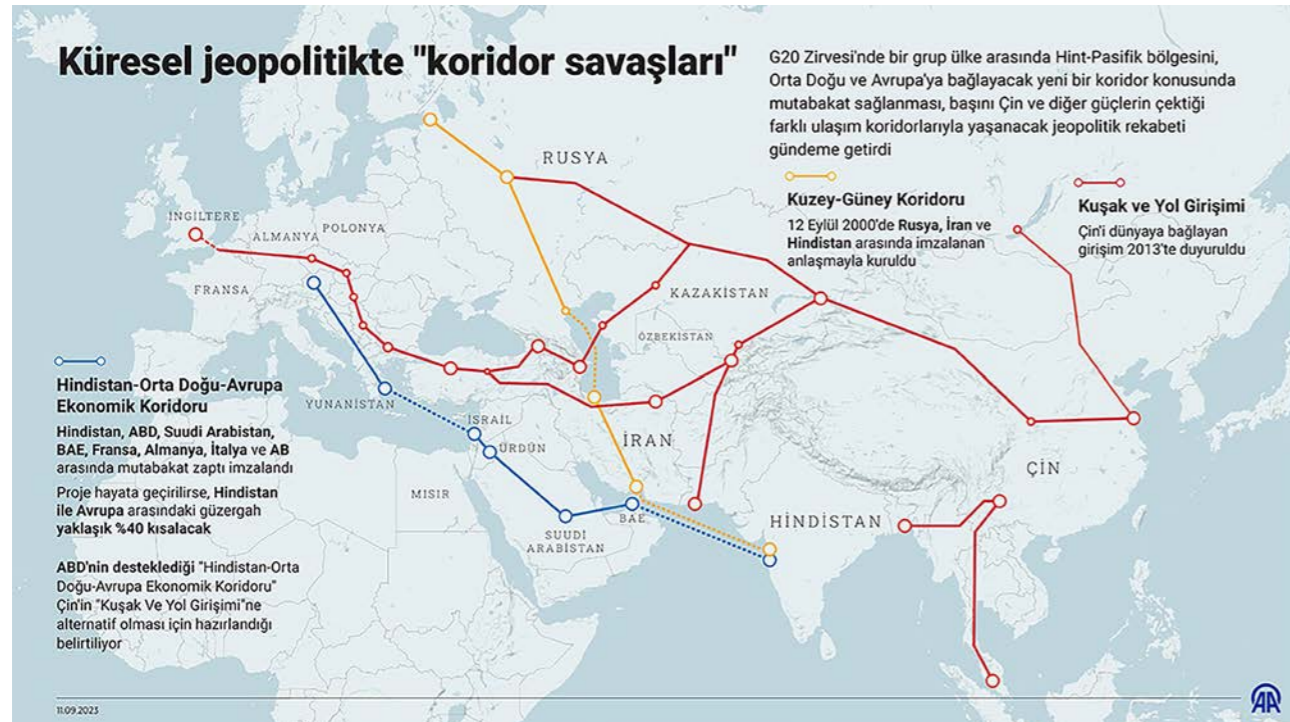 Küresel jeopolitikte "koridor savaşları"
G20 Zirvesi'nde bir grup ülke arasında Hint-Pasifik bölgesini,
Orta Doğu ve Avrupa'ya bağlayacak yeni bir koridor konusunda
mutabakat sağlanması, başını Çin ve diğer güçlerin çektiği
farklı ulaşım koridorlarıyla yaşanacak jeopolitik rekabeti
gündeme getirdi
Kuzey-Güney Koridoru
12 Eylül 2000'de Rusya, İran ve
Hindistan arasında imzalanan
anlaşmayla kuruldu
Kuşak ve Yol Girişimi
Çin'i dünyaya bağlayan
girişim 2013'te duyuruldu
RUSYA
İNGİLTERE
ALMANYA
POLONYA
FRANSA
KAZAKİSTAN
ÖZBEKİSTAN
YUNANİSTAN
İSRAİL
ÜRDÜN
İRAN
MISIR
BAE
SUUDİ
ARABİSTAN
HİNDİSTAN
ÇİN
Hindistan-Orta Doğu-Avrupa
Ekonomik Koridoru
Hindistan, ABD, Suudi Arabistan,
BAE, Fransa, Almanya, İtalya ve AB
arasında mutabakat zaptı imzalandı
Proje hayata geçirilirse, Hindistan
ile Avrupa arasındaki güzergah
yaklaşık %40 kısalacak
ABD'nin desteklediği "Hindistan-Orta
Doğu-Avrupa Ekonomik Koridoru"
Çin'in "Kuşak Ve Yol Girişimi"ne
alternatif olması için hazırlandığı
belirtiliyor
11.09.2023
AA